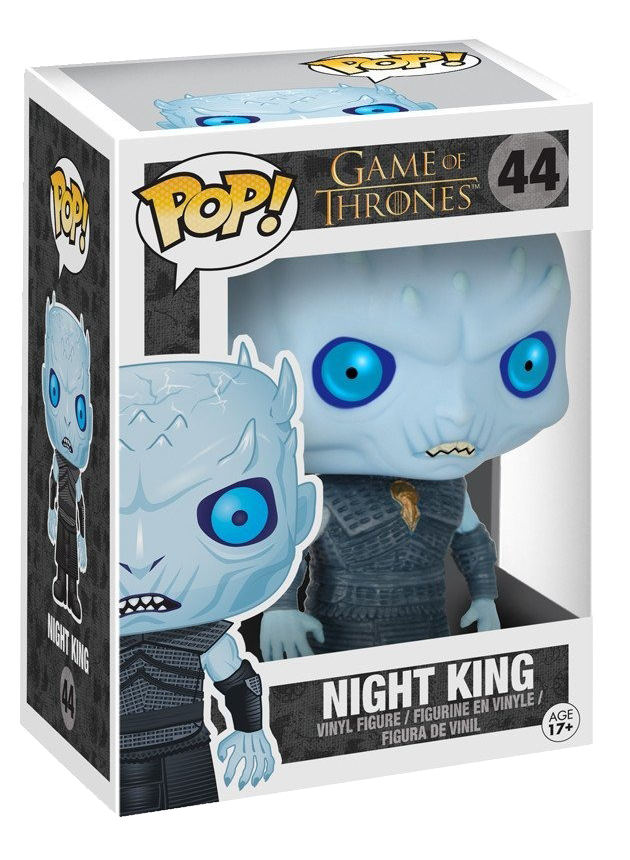 POP!
POP!
GAME OF
THRONES™
44
POP!
NIGHT KING
44
NIGHT KING
VINYL FIGURE / FIGURINE EN VINYLE /
FIGURA DE VINIL
AGE
17+